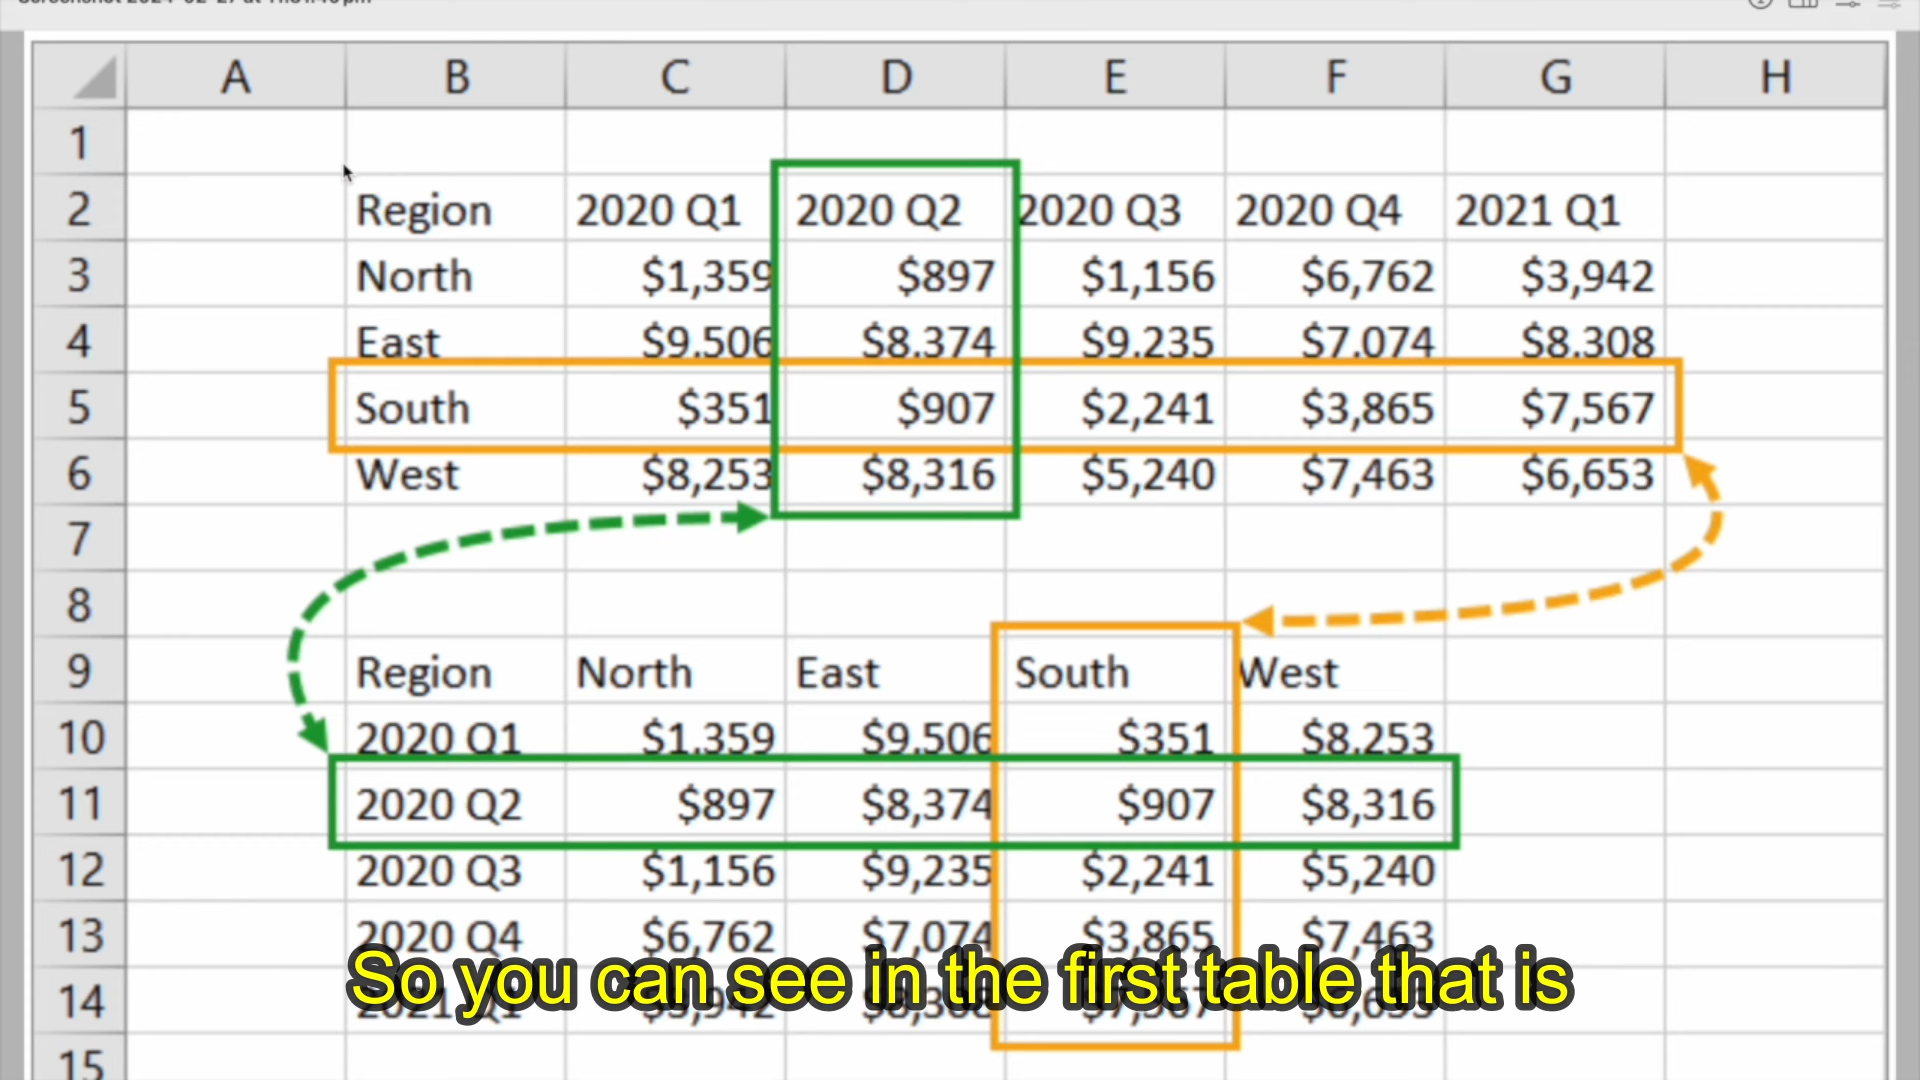 A B C D E F G H
1
2 Region 2020 Q1 2020 Q2 2020 Q3 2020 Q4 2021 Q1
3 North $1,359 $897 $1,156 $6,762 $3,942
4 East $9,506 $8,374 $9,235 $7,074 $8,308
5 South $351 $907 $2,241 $3,865 $7,567
6 West $8,253 $8,316 $5,240 $7,463 $6,653
7
8
9 Region North East South West
10 2020 Q1 $1,359 $9,506 $351 $8,253
11 2020 Q2 $897 $8,374 $907 $8,316
12 2020 Q3 $1,156 $9,235 $2,241 $5,240
13 2020 Q4 $6,762 $7,074 $3,865 $7,463
So you can see in the first table that is
14
15